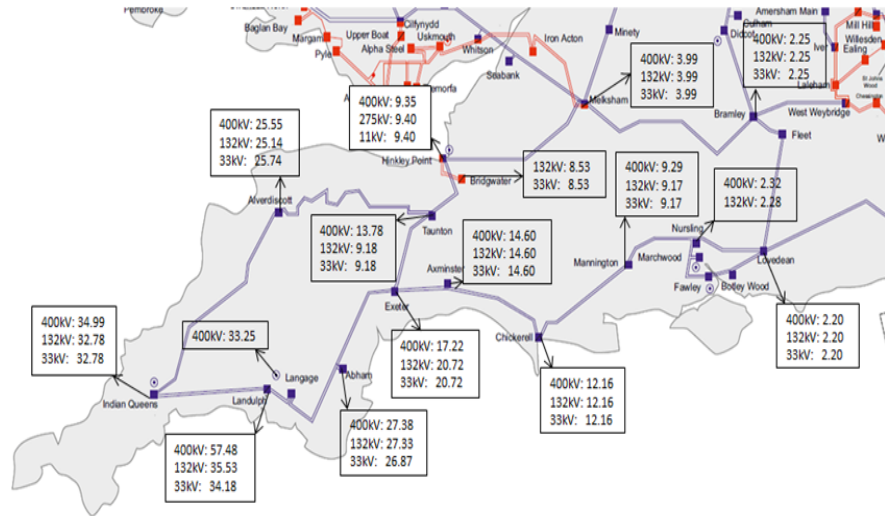 Pembroke
Cilfynydd
Amersham Main
Baglan Bay
Culham
Mill Hill
Margam
Upper Boat
Uskmouth
Minety
Didcot
Willesden
Pyle
Alpha Steel
Whitson
Iron Acton
Iver
Ealing
Seabank
St Johns
Wood
Laleham
Chessington
400kV: 2.25
132kV: 2.25
33kV: 2.25
400kV: 3.99
132kV: 3.99
33kV: 3.99
Melksham
Bramley
West Weybridge
Fleet
400kV: 9.35
275kV: 9.40
11kV: 9.40
400kV: 25.55
132kV: 25.14
33kV: 25.74
Hinkley Point
Bridgwater
132kV: 8.53
33kV: 8.53
400kV: 9.29
132kV: 9.17
33kV: 9.17
400kV: 2.32
132kV: 2.28
Alverdiscott
Taunton
400kV: 13.78
132kV: 9.18
33kV: 9.18
400kV: 14.60
132kV: 14.60
33kV: 14.60
Nursling
Axminster
Mannington
Marchwood
Lovedean
Fawley
Botley Wood
Exeter
400kV: 34.99
132kV: 32.78
33kV: 32.78
400kV: 33.25
400kV: 17.22
132kV: 20.72
33kV: 20.72
Chickerell
400kV: 2.20
132kV: 2.20
33kV: 2.20
Abham
Langage
Indian Queens
Landulph
400kV: 12.16
132kV: 12.16
33kV: 12.16
400kV: 57.48
132kV: 35.53
33kV: 34.18
400kV: 27.38
132kV: 27.33
33kV: 26.87